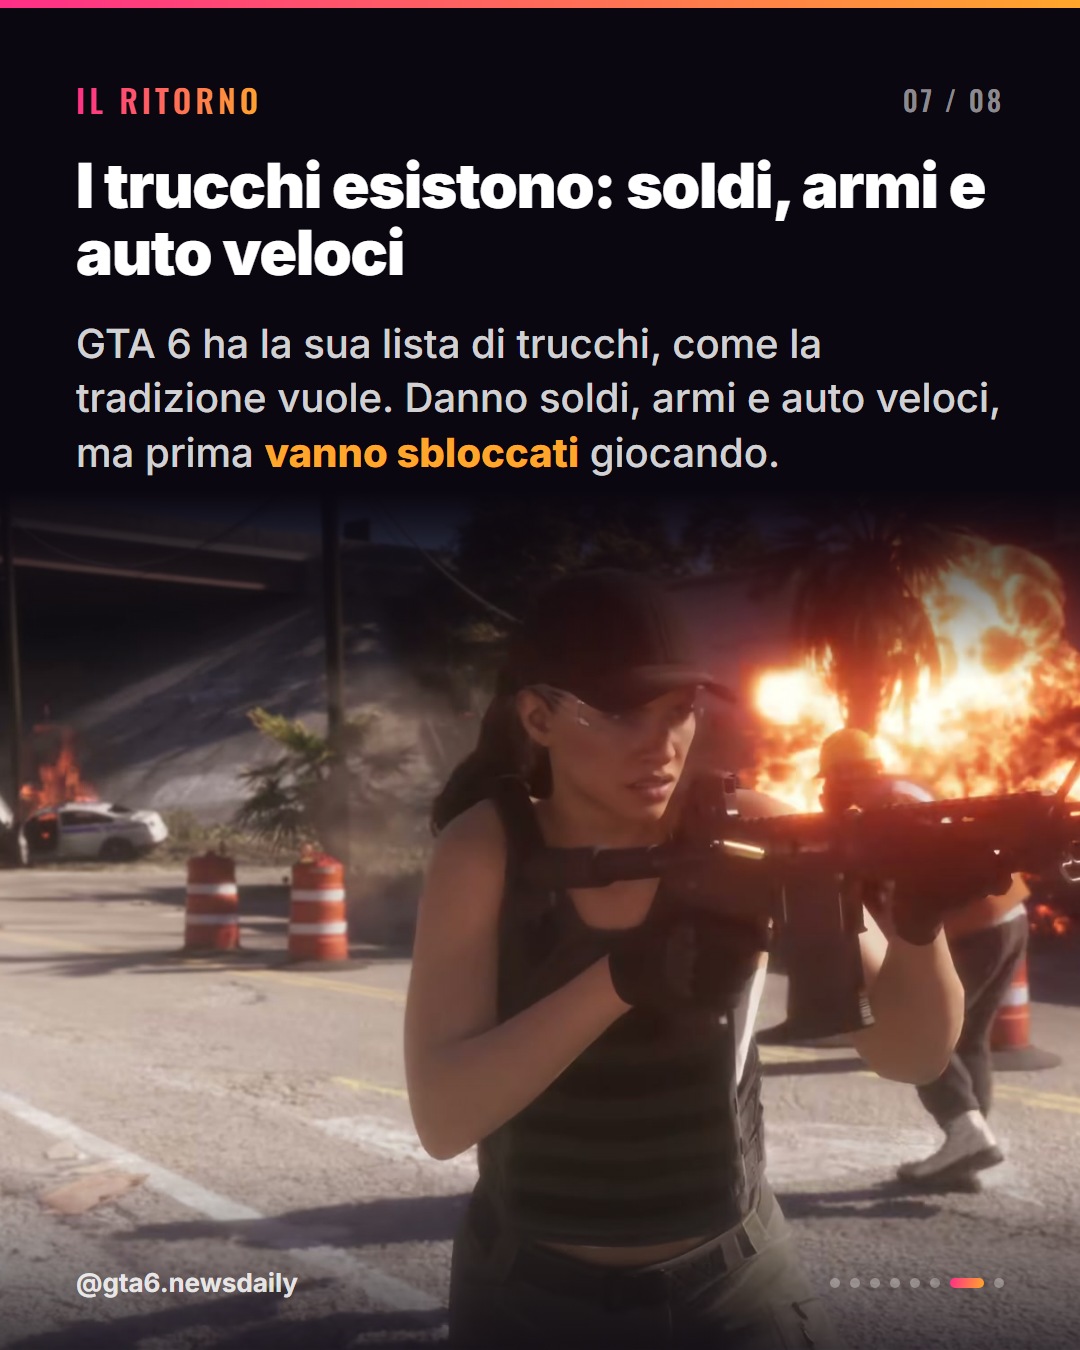 IL RITORNO
07 / 08
I trucchi esistono: soldi, armi e
auto veloci
GTA 6 ha la sua lista di trucchi, come la
tradizione vuole. Danno soldi, armi e auto veloci,
ma prima vanno sbloccati giocando.
@gta6.newsdaily